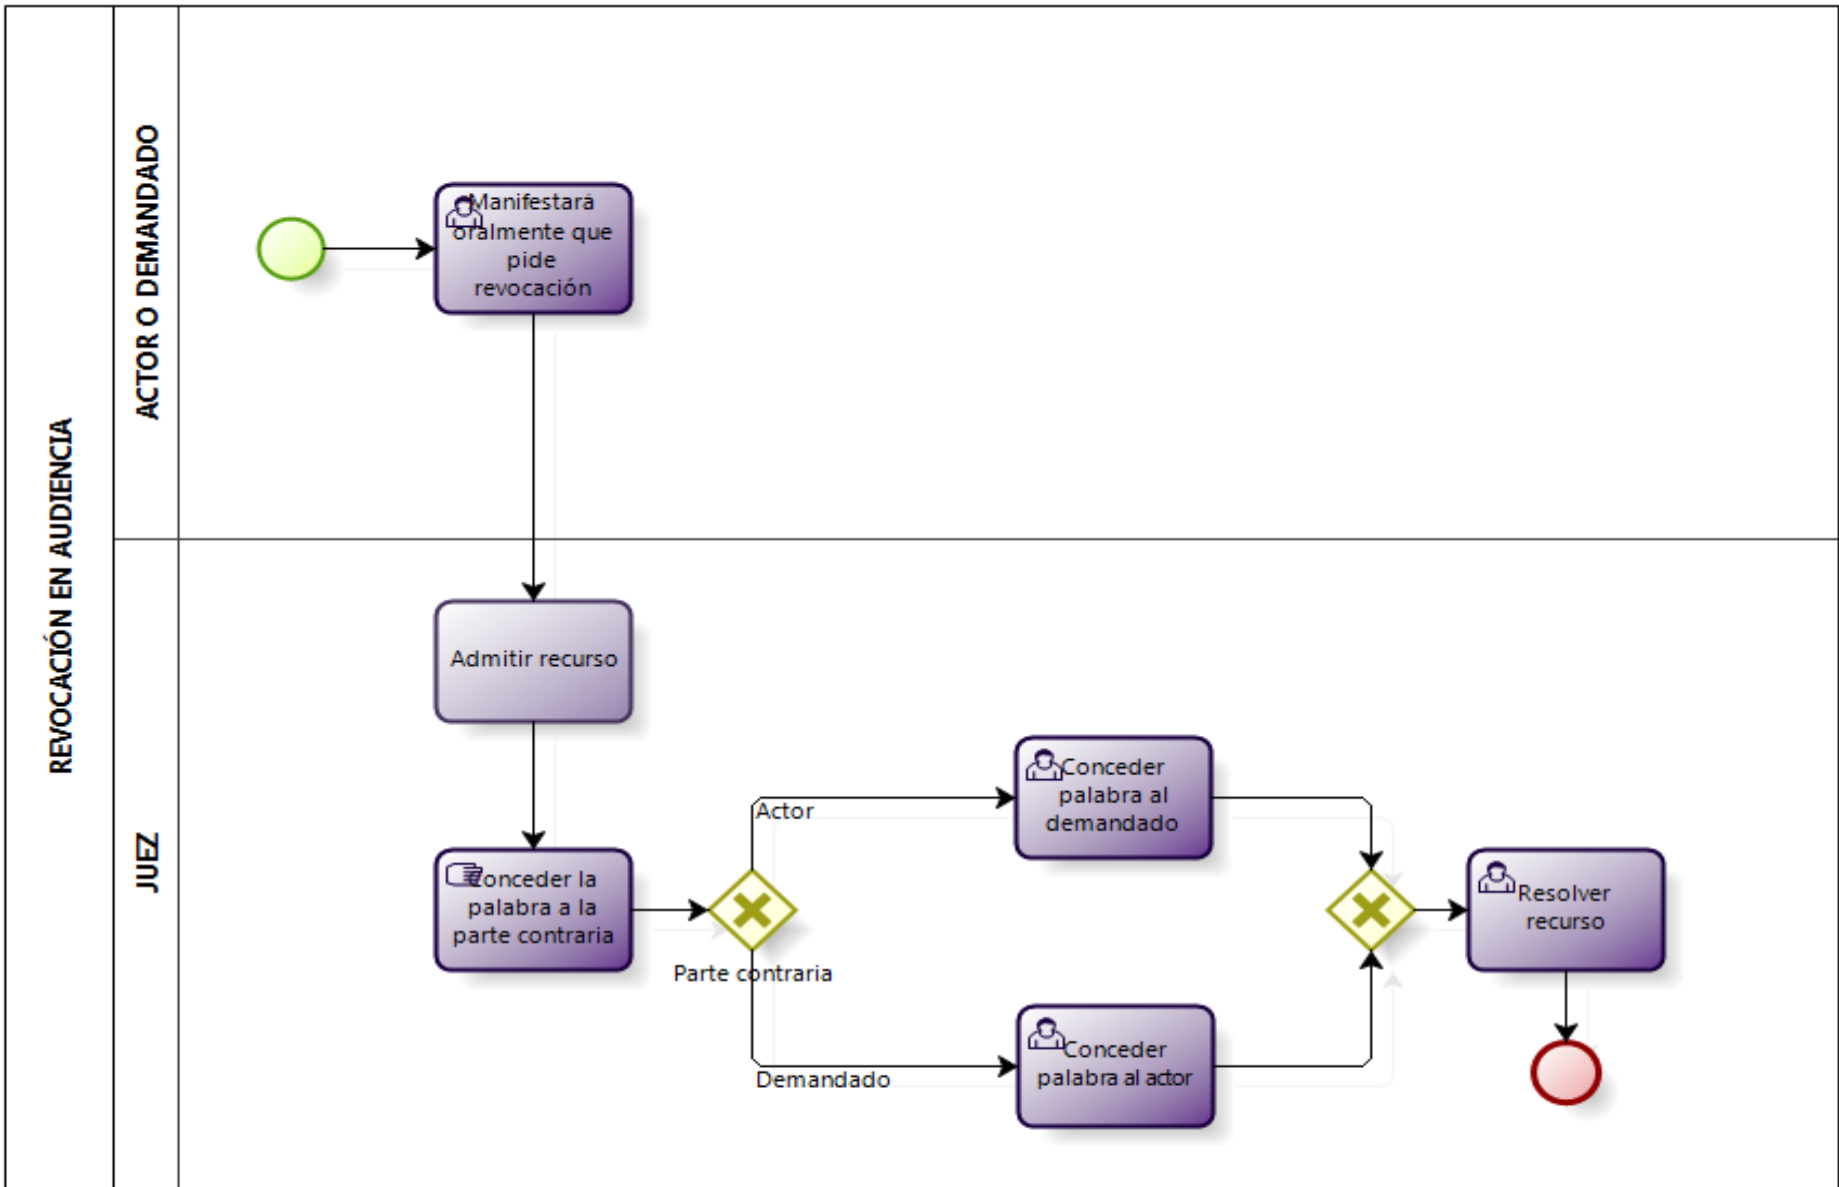 REVOCACIÓN EN AUDIENCIA
ACTOR O DEMANDADO
Manifestará
oralmente que
pide
revocación
JUEZ
Admitir recurso
Conceder la
palabra a la
parte contraria
Parte contraria
Actor
Conceder
palabra al
demandado
Demandado
Conceder
palabra al actor
Resolver
recurso